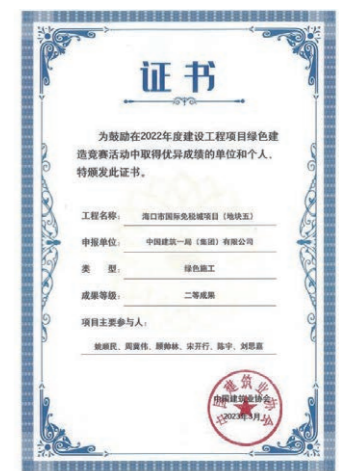 证书
为鼓励在2022年度建设工程项目绿色建
造竞赛活动中取得优异成绩的单位和个人、
特颁发此证书。
工程名称: 海口市国际免税城项目(地块五)
申报单位: 中国建筑一局(集团)有限公司
类 型: 绿色施工
成果等级: 二等成果
项目主要参与人:
姚顺民、周冀伟、顾帅林、宋开行、陈宇、刘思嘉
中国建筑业协会
2023年3月